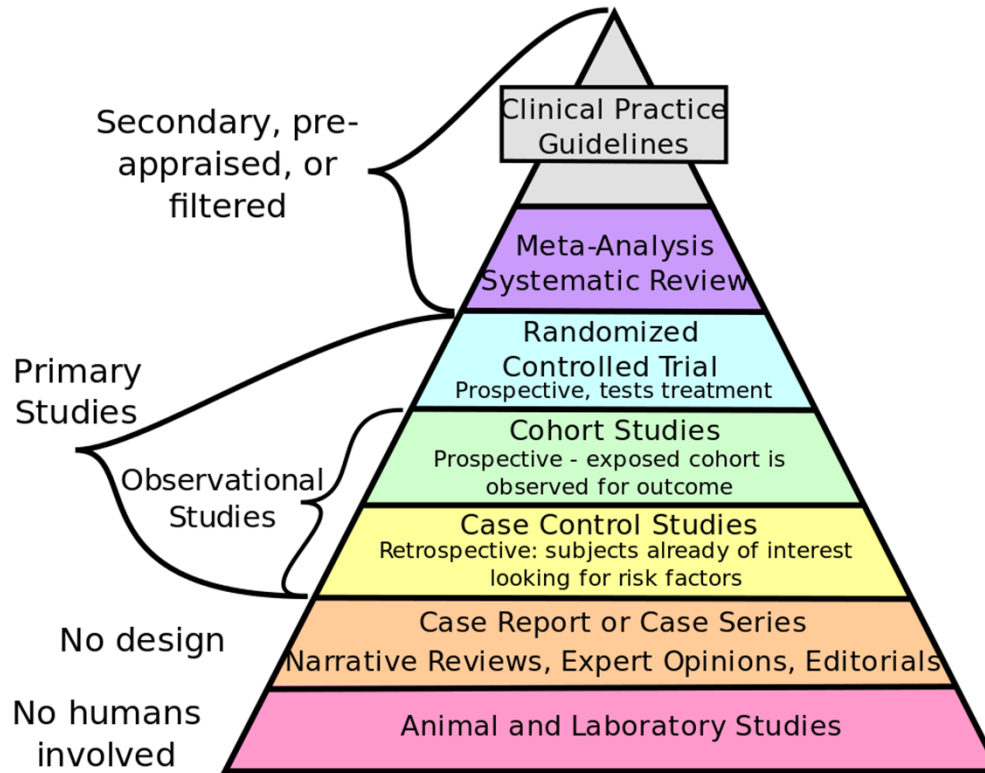 Clinical Practice
Guidelines
Secondary, pre-
appraised, or
filtered
Meta-Analysis
Systematic Review
Randomized
Controlled Trial
Prospective, tests treatment
Primary
Studies
Cohort Studies
Prospective - exposed cohort is
observed for outcome
Observational
Studies
Case Control Studies
Retrospective: subjects already of interest
looking for risk factors
No design
Case Report or Case Series
Narrative Reviews, Expert Opinions, Editorials
No humans
involved
Animal and Laboratory Studies